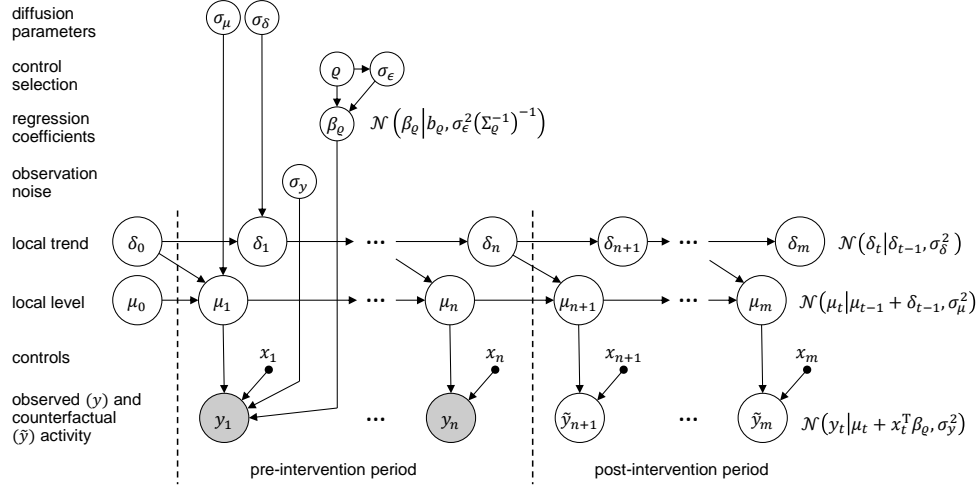 diffusion
parameters
σ_μ σ_δ
control
selection
ϱ σ_ϵ
regression
coefficients
β_ϱ 𝒩(β_ϱ|b_ϱ, σ_ϵ^2(Σ_ϱ^{-1})^{-1})
observation
noise
σ_y
local trend δ_0 δ_1 ... δ_n δ_{n+1} ... δ_m 𝒩(δ_t|δ_{t-1}, σ_δ^2)
local level μ_0 μ_1 ... μ_n μ_{n+1} ... μ_m 𝒩(μ_t|μ_{t-1} + δ_{t-1}, σ_μ^2)
controls x_1 x_n x_{n+1} x_m
observed (y) and
counterfactual
(ỹ) activity
y_1 ... y_n ỹ_{n+1} ... ỹ_m 𝒩(y_t|μ_t + x_t^T β_ϱ, σ_y^2)
pre-intervention period post-intervention period